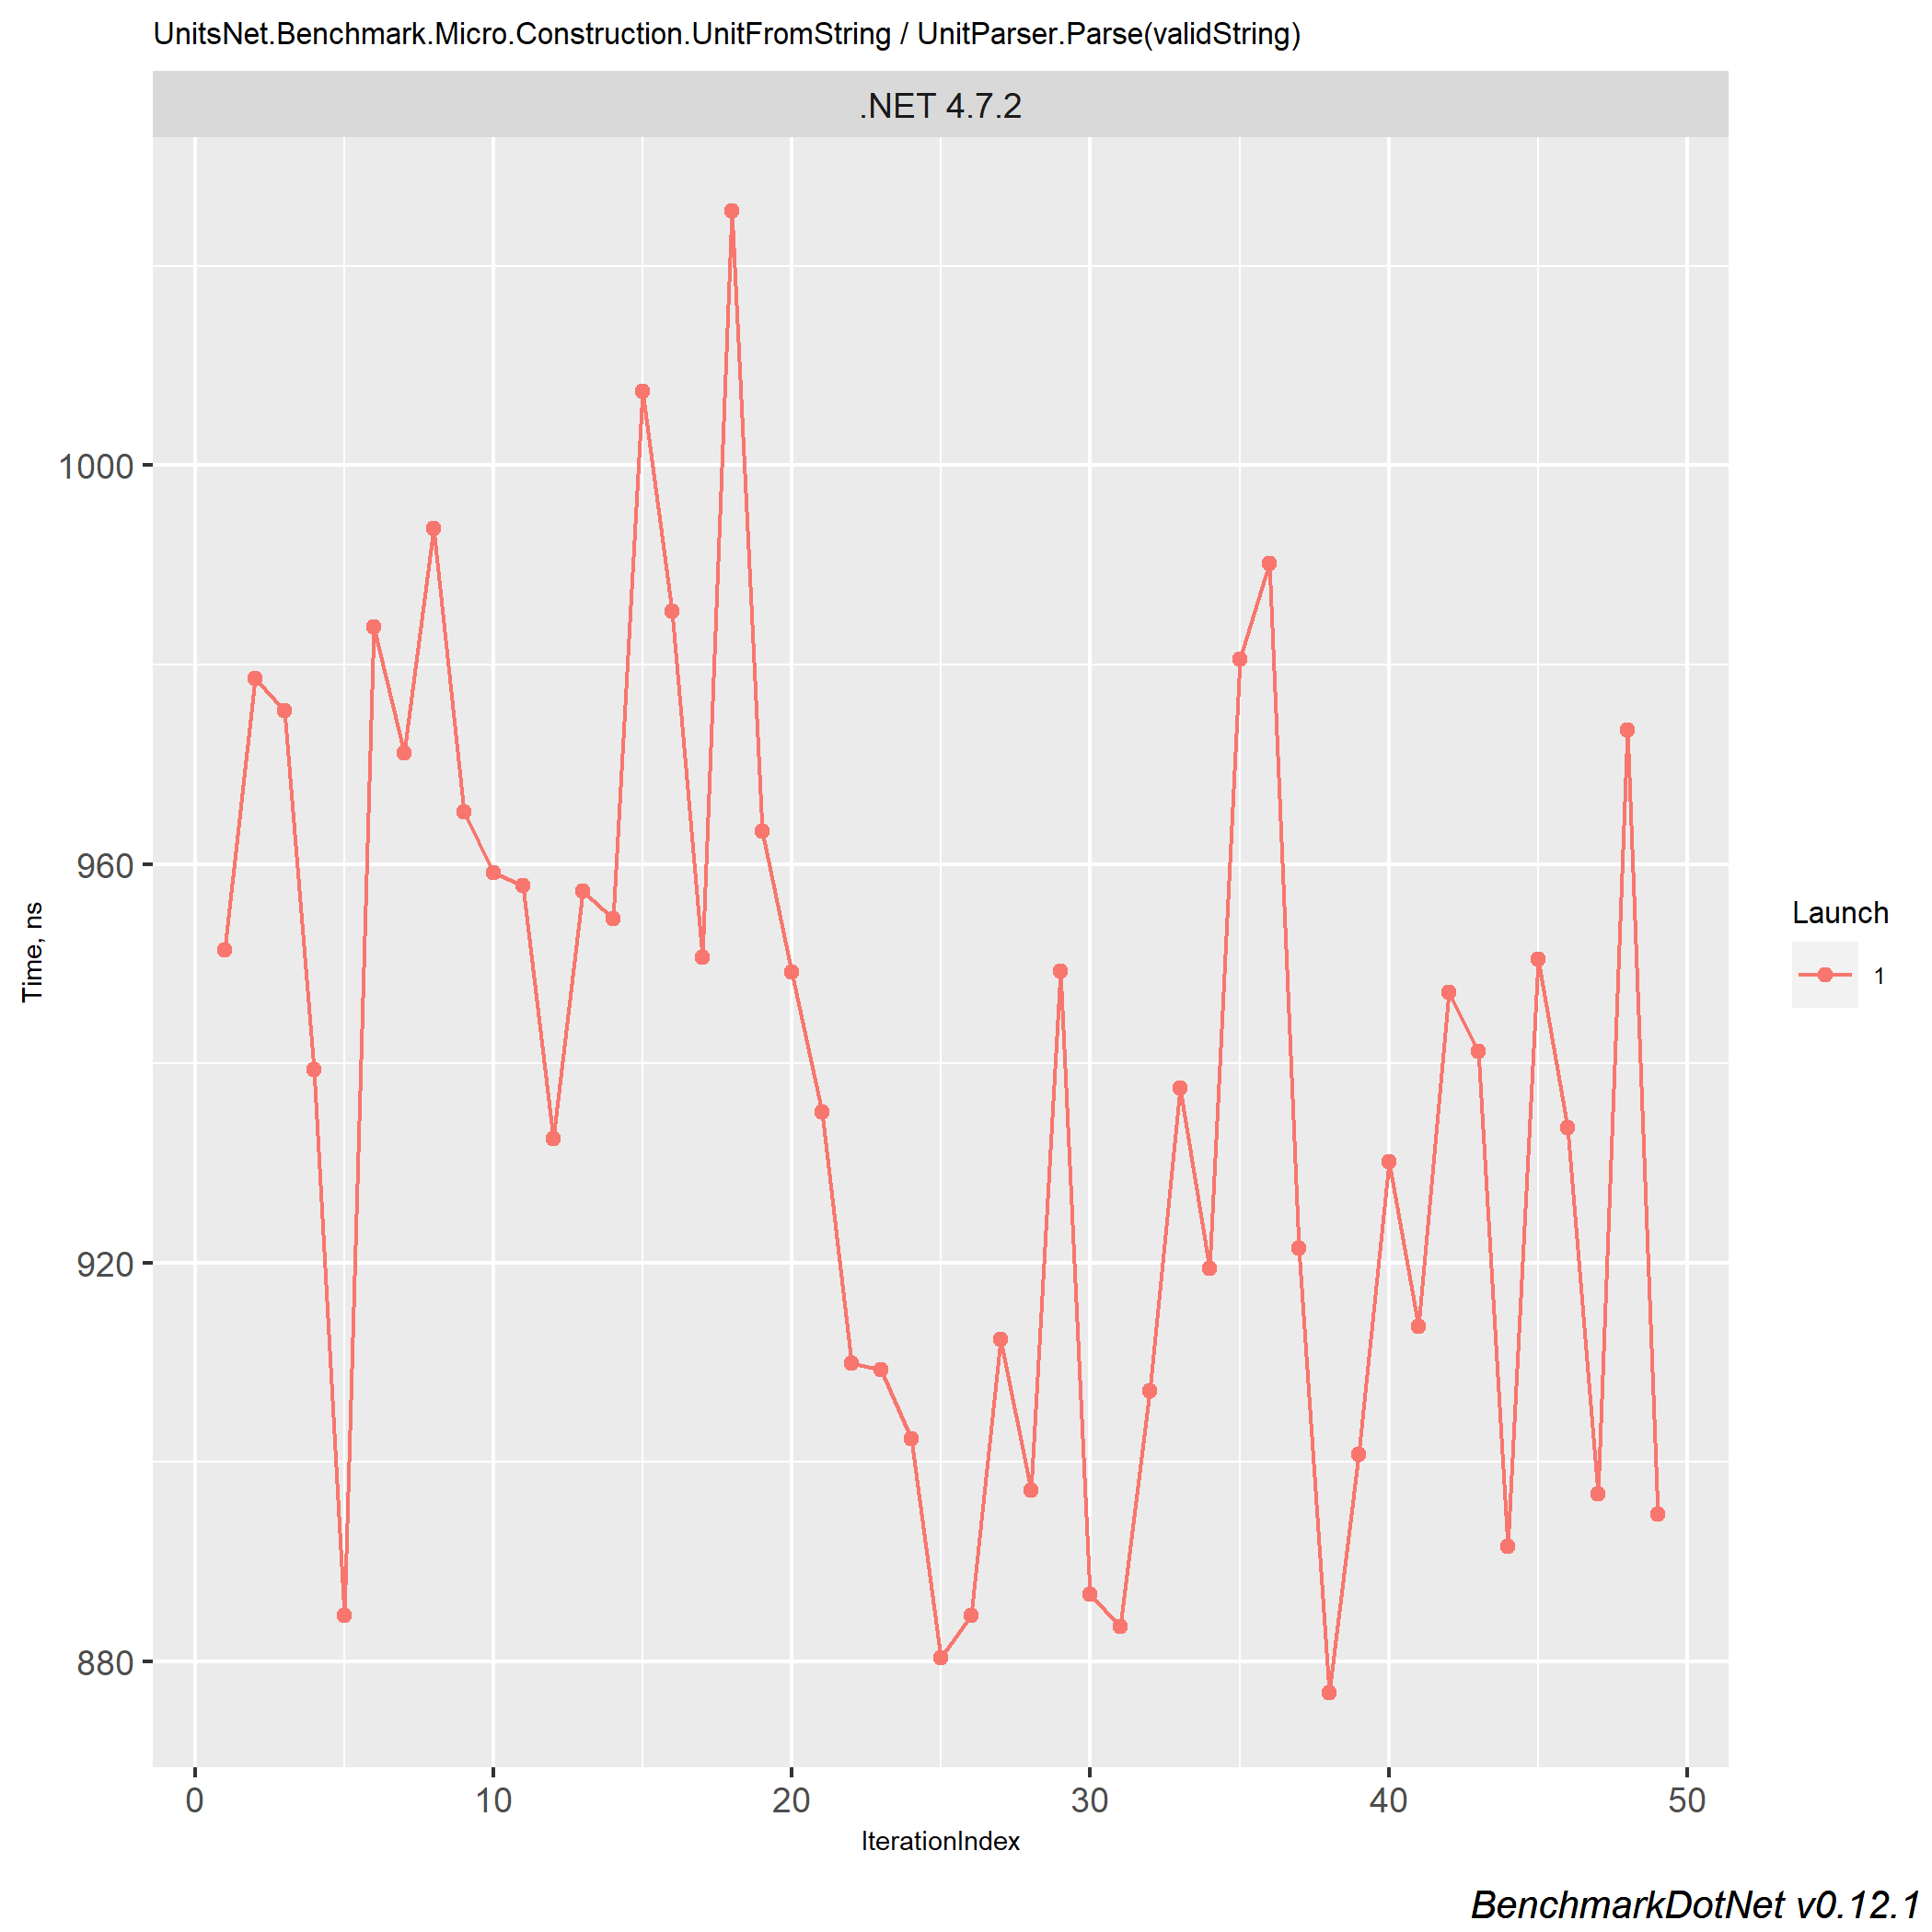 UnitsNet.Benchmark.Micro.Construction.UnitFromString / UnitParser.Parse(validString)
.NET 4.7.2
1000
960
920
880
Time, ns
0 10 20 30 40 50
IterationIndex
Launch
1
BenchmarkDotNet v0.12.1